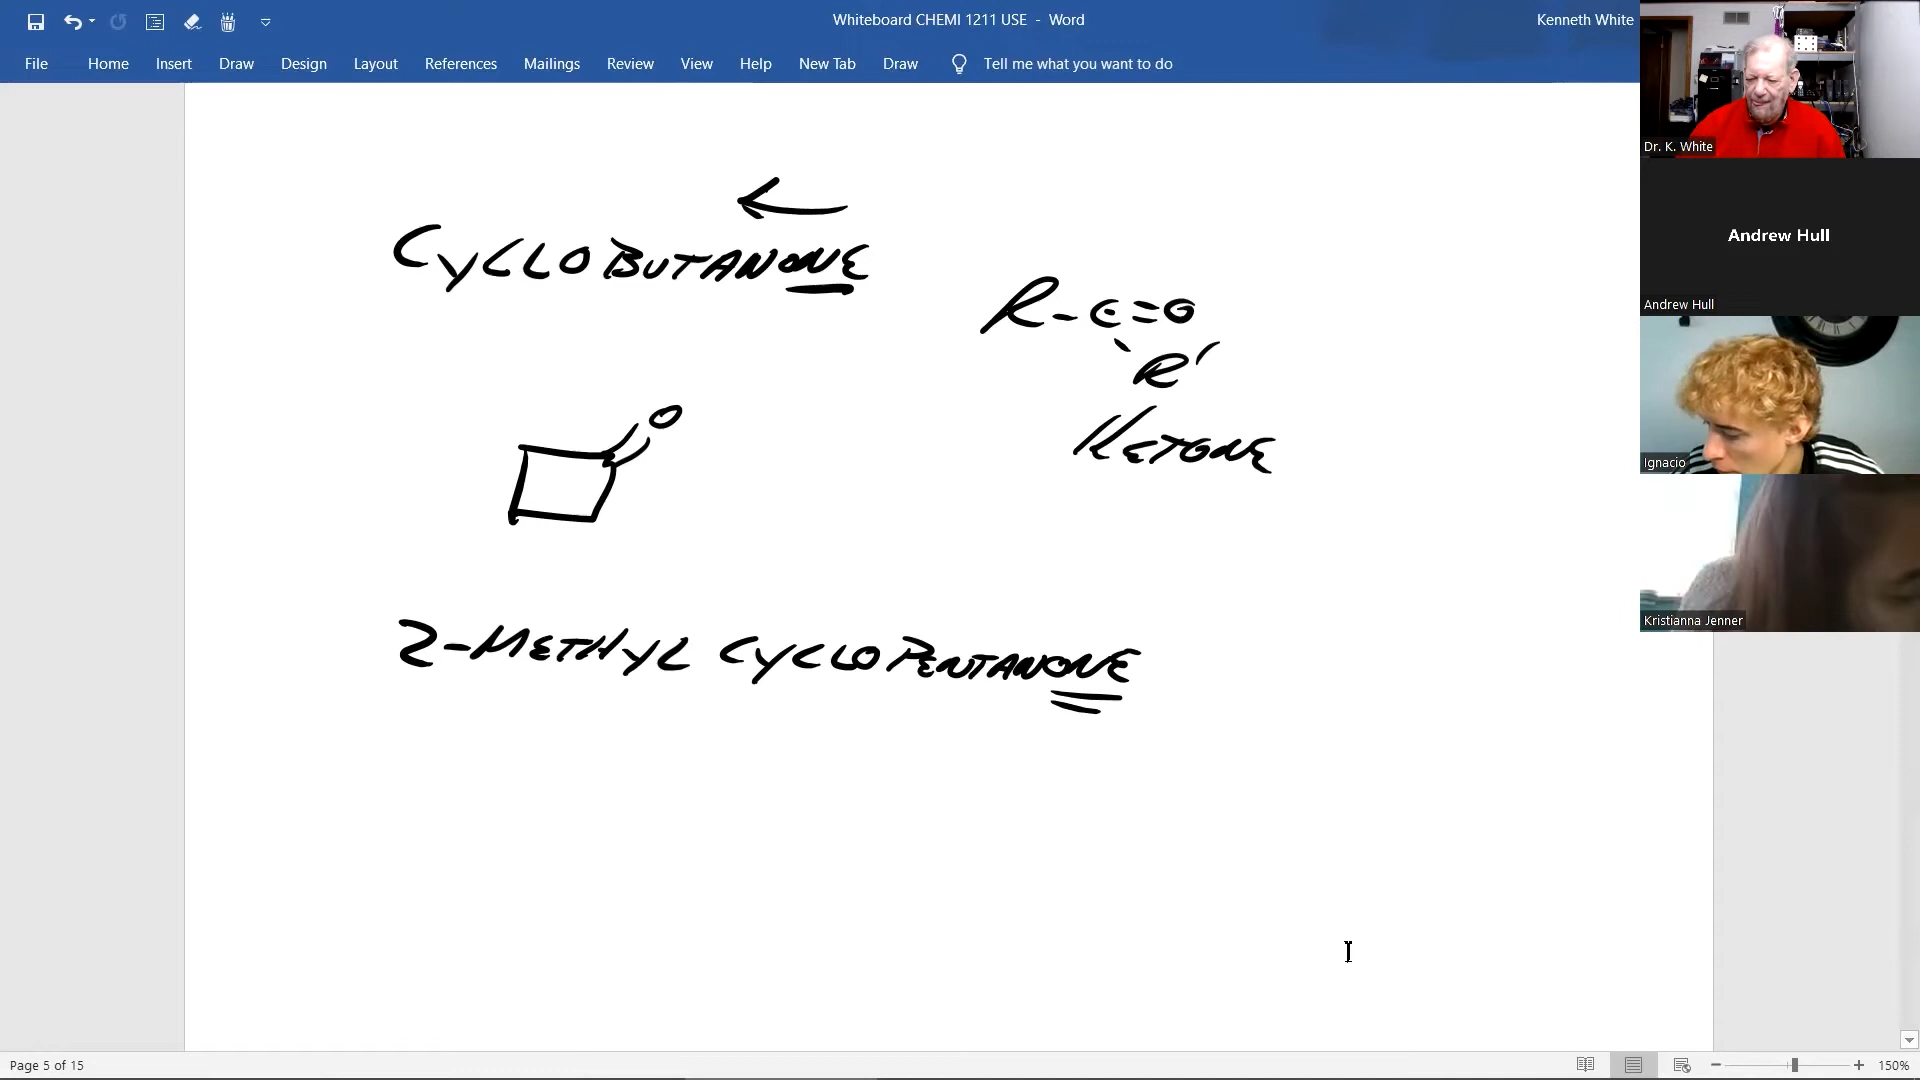 Whiteboard CHEMI 1211 USE - Word
Kenneth White
File Home Insert Draw Design Layout References Mailings Review View Help New Tab Draw Tell me what you want to do
CYCLOBUTANONE
R-C=O
R'
KETONE
O
2-METHYL CYCLOPENTANONE
Dr. K. White
Andrew Hull
Andrew Hull
Ignacio
Kristianna Jenner
Page 5 of 15
150%